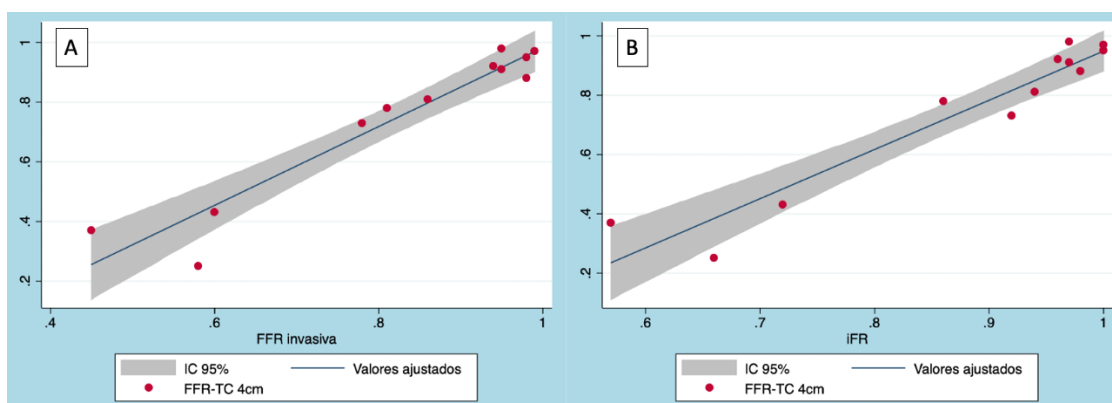 A
1
.8
.6
.4
.2
.4
.6
.8
1
FFR invasiva
IC 95%
Valores ajustados
FFR-TC 4cm
B
1
.8
.6
.4
.2
.6
.7
.8
.9
1
iFR
IC 95%
Valores ajustados
FFR-TC 4cm